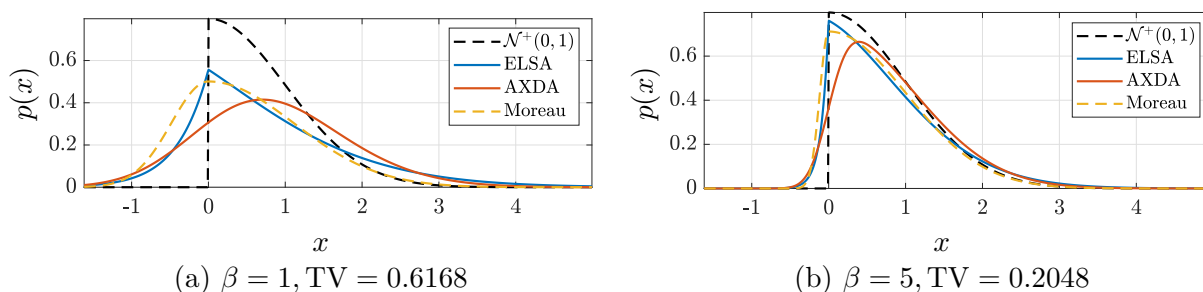 p(x)
0.6
0.4
0.2
0
-1 0 1 2 3 4
x
𝒩⁺(0, 1)
ELSA
AXDA
Moreau
(a) β = 1, TV = 0.6168
p(x)
0.6
0.4
0.2
0
-1 0 1 2 3 4
x
𝒩⁺(0, 1)
ELSA
AXDA
Moreau
(b) β = 5, TV = 0.2048